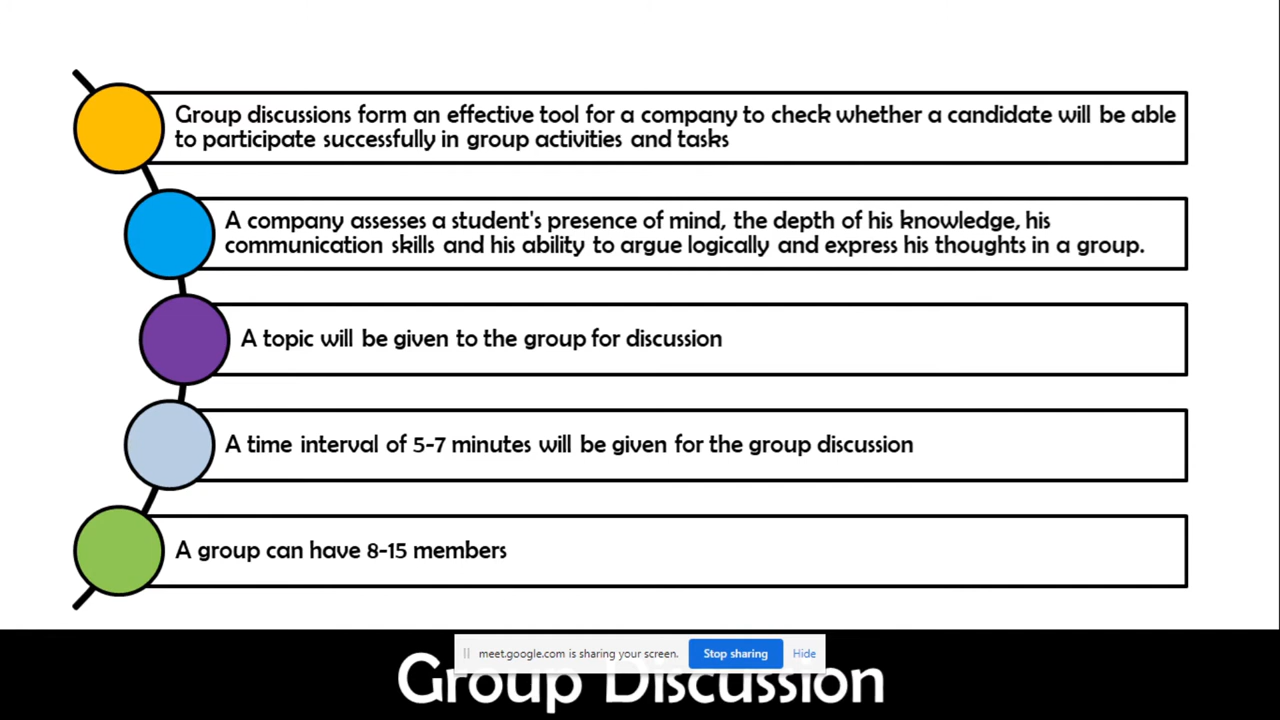 Group discussions form an effective tool for a company to check whether a candidate will be able
to participate successfully in group activities and tasks
A company assesses a student's presence of mind, the depth of his knowledge, his
communication skills and his ability to argue logically and express his thoughts in a group.
A topic will be given to the group for discussion
A time interval of 5-7 minutes will be given for the group discussion
A group can have 8-15 members
meet.google.com is sharing your screen. Stop sharing Hide
Group Discussion